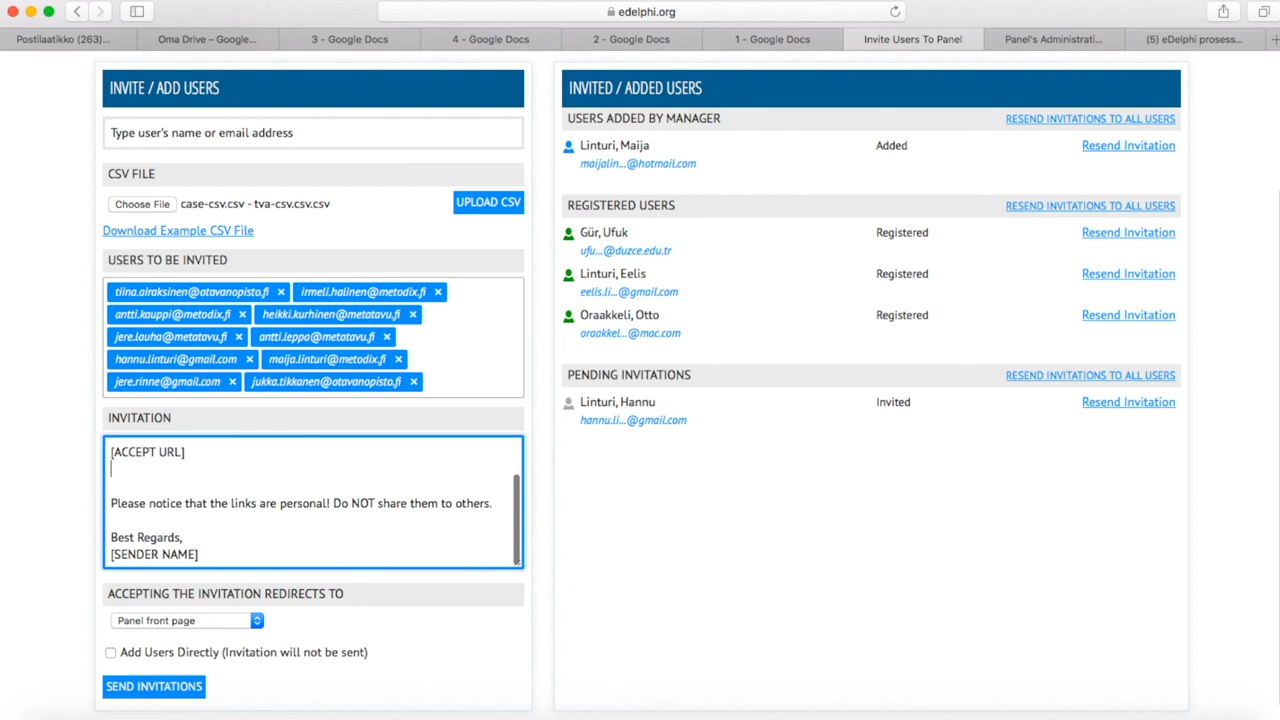 edelphi.org
Postilaatikko (263)...
Oma Drive – Google...
3 - Google Docs
4 - Google Docs
2 - Google Docs
1 - Google Docs
Invite Users To Panel
Panel's Administrati...
(5) eDelphi prosess...
INVITE / ADD USERS
Type user's name or email address
CSV FILE
Choose File case-csv.csv - tva-csv.csv.csv
UPLOAD CSV
Download Example CSV File
USERS TO BE INVITED
tiina.airaksinen@otavanopisto.fi × irmeli.halinen@metodix.fi ×
antti.kauppi@metodix.fi × heikki.kurhinen@metatavu.fi ×
jere.lauha@metatavu.fi × antti.leppa@metatavu.fi ×
hannu.linturi@gmail.com × maija.linturi@metodix.fi ×
jere.rinne@gmail.com × jukka.tikkanen@otavanopisto.fi ×
INVITATION
[ACCEPT URL]
Please notice that the links are personal! Do NOT share them to others.
Best Regards,
[SENDER NAME]
ACCEPTING THE INVITATION REDIRECTS TO
Panel front page
Add Users Directly (Invitation will not be sent)
SEND INVITATIONS
INVITED / ADDED USERS
USERS ADDED BY MANAGER RESEND INVITATIONS TO ALL USERS
Linturi, Maija Added Resend Invitation
maijalin...@hotmail.com
REGISTERED USERS RESEND INVITATIONS TO ALL USERS
Gür, Ufuk Registered Resend Invitation
ufu...@duzce.edu.tr
Linturi, Eelis Registered Resend Invitation
eelis.li...@gmail.com
Oraakkeli, Otto Registered Resend Invitation
oraakkel...@mac.com
PENDING INVITATIONS RESEND INVITATIONS TO ALL USERS
Linturi, Hannu Invited Resend Invitation
hannu.li...@gmail.com